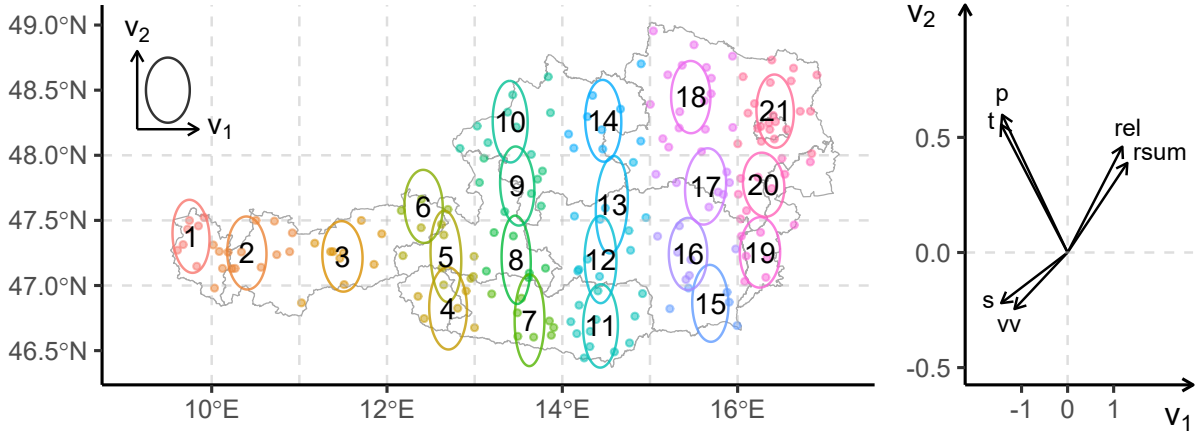 49.0°N
48.5°N
48.0°N
47.5°N
47.0°N
46.5°N
10°E
12°E
14°E
16°E
v₂
v₁
1
2
3
4
5
6
7
8
9
10
11
12
13
14
15
16
17
18
19
20
21
v₂
0.5
0.0
-0.5
-1
0
1
v₁
p
t
rel
rsum
s
vv